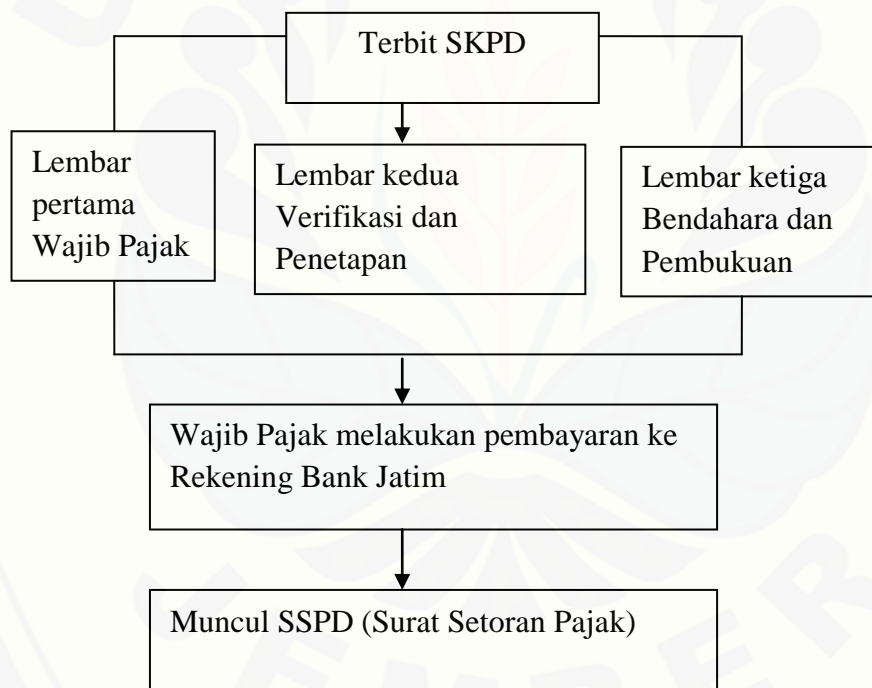 Terbit SKPD
Lembar
pertama
Wajib Pajak
Lembar kedua
Verifikasi dan
Penetapan
Lembar ketiga
Bendahara dan
Pembukuan
Wajib Pajak melakukan pembayaran ke
Rekening Bank Jatim
Muncul SSPD (Surat Setoran Pajak)